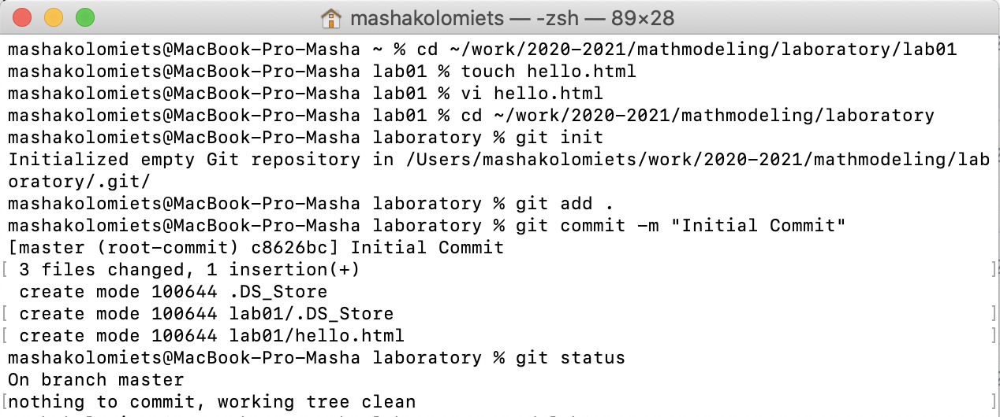 mashakolomiets — -zsh — 89×28
mashakolomiets@MacBook-Pro-Masha ~ % cd ~/work/2020-2021/mathmodeling/laboratory/lab01
mashakolomiets@MacBook-Pro-Masha lab01 % touch hello.html
mashakolomiets@MacBook-Pro-Masha lab01 % vi hello.html
mashakolomiets@MacBook-Pro-Masha lab01 % cd ~/work/2020-2021/mathmodeling/laboratory
mashakolomiets@MacBook-Pro-Masha laboratory % git init
Initialized empty Git repository in /Users/mashakolomiets/work/2020-2021/mathmodeling/lab
oratory/.git/
mashakolomiets@MacBook-Pro-Masha laboratory % git add .
mashakolomiets@MacBook-Pro-Masha laboratory % git commit -m "Initial Commit"
[master (root-commit) c8626bc] Initial Commit
[ 3 files changed, 1 insertion(+) ]
create mode 100644 .DS_Store
[ create mode 100644 lab01/.DS_Store ]
[ create mode 100644 lab01/hello.html ]
mashakolomiets@MacBook-Pro-Masha laboratory % git status
On branch master
[nothing to commit, working tree clean ]